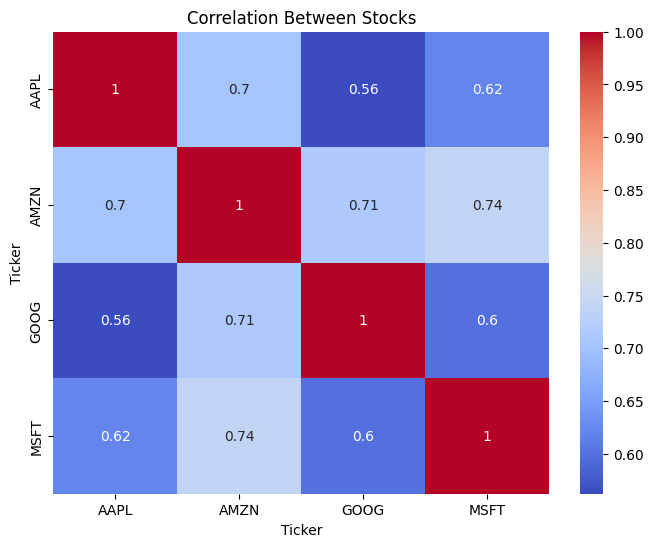 Correlation Between Stocks
Ticker
AAPL
AMZN
GOOG
MSFT
1 0.7 0.56 0.62
0.7 1 0.71 0.74
0.56 0.71 1 0.6
0.62 0.74 0.6 1
AAPL AMZN GOOG MSFT
Ticker
1.00
0.95
0.90
0.85
0.80
0.75
0.70
0.65
0.60